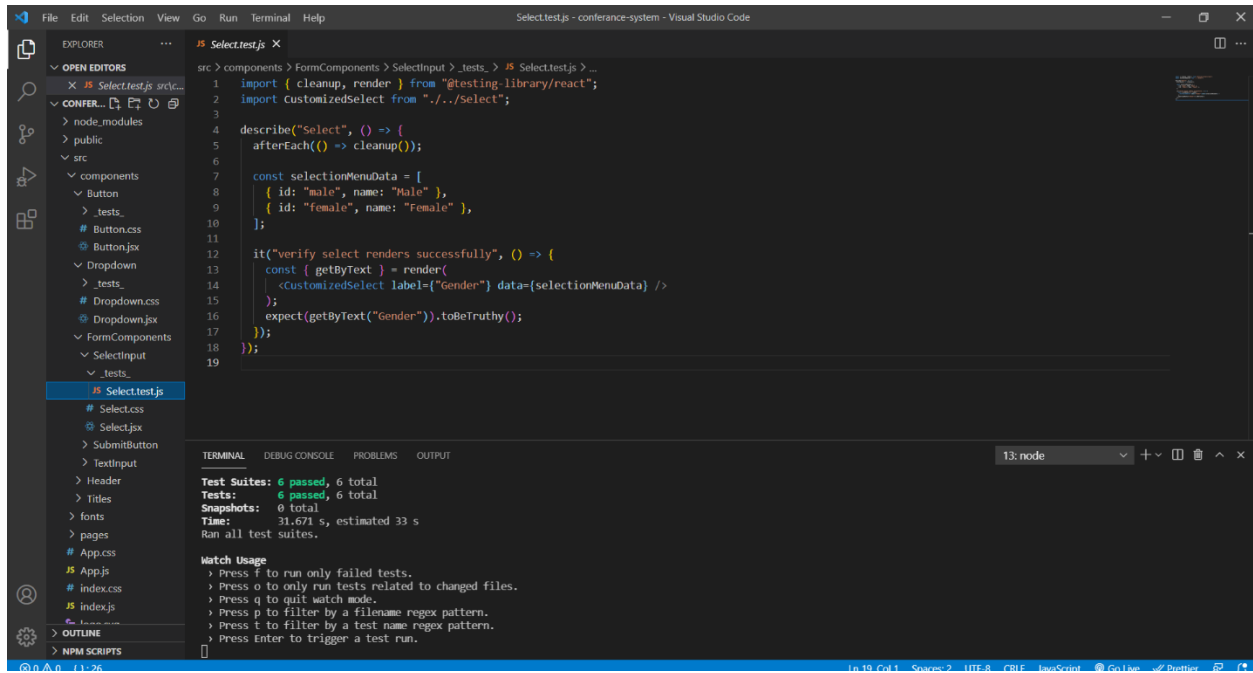 File Edit Selection View Go Run Terminal Help
Select.test.js - conferance-system - Visual Studio Code
EXPLORER
OPEN EDITORS
Select.test.js src\c...
CONFER...
node_modules
public
src
components
Button
_tests_
Button.css
Button.jsx
Dropdown
_tests_
Dropdown.css
Dropdown.jsx
FormComponents
SelectInput
_tests_
JS Select.test.js
Select.css
Select.jsx
SubmitButton
TextInput
Header
Titles
fonts
pages
# App.css
JS App.js
# index.css
JS index.js
OUTLINE
NPM SCRIPTS
JS Select.test.js
src > components > FormComponents > SelectInput > _tests_ > JS Select.test.js > ...
1 import { cleanup, render } from "@testing-library/react";
2 import CustomizedSelect from "./../Select";
3
4 describe("Select", () => {
5 afterEach(() => cleanup());
6
7 const selectionMenuData = [
8 { id: "male", name: "Male" },
9 { id: "female", name: "Female" },
10 ];
11
12 it("verify select renders successfully", () => {
13 const { getByText } = render(
14 <CustomizedSelect label={"Gender"} data={selectionMenuData} />
15 );
16 expect(getByText("Gender")).toBeTruthy();
17 });
18 });
19
TERMINAL DEBUG CONSOLE PROBLEMS OUTPUT
13: node
Test Suites: 6 passed, 6 total
Tests: 6 passed, 6 total
Snapshots: 0 total
Time: 31.671 s, estimated 33 s
Ran all test suites.
Watch Usage
› Press f to run only failed tests.
› Press o to only run tests related to changed files.
› Press q to quit watch mode.
› Press p to filter by a filename regex pattern.
› Press t to filter by a test name regex pattern.
› Press Enter to trigger a test run.
0 0 {}: 26
Ln 19, Col 1 Spaces: 2 UTF-8 CRLF JavaScript Go Live Prettier